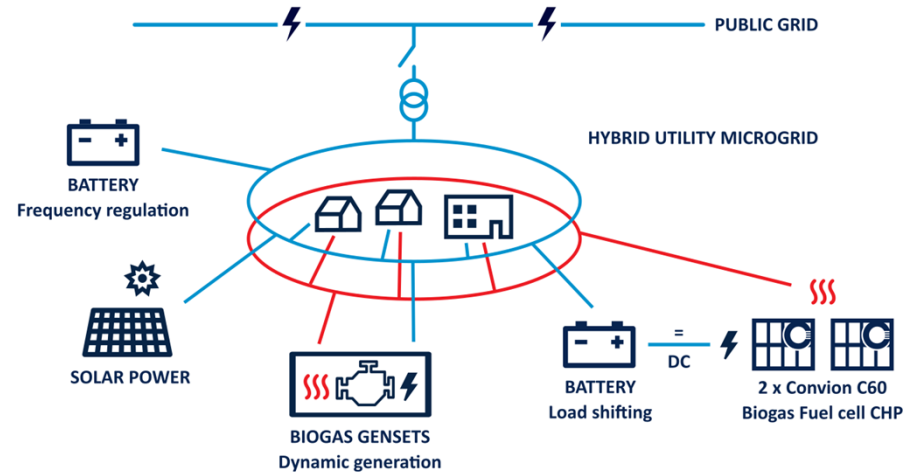 PUBLIC GRID
HYBRID UTILITY MICROGRID
BATTERY
Frequency regulation
SOLAR POWER
BIOGAS GENSETS
Dynamic generation
BATTERY
Load shifting
=
DC
2 x Convion C60
Biogas Fuel cell CHP